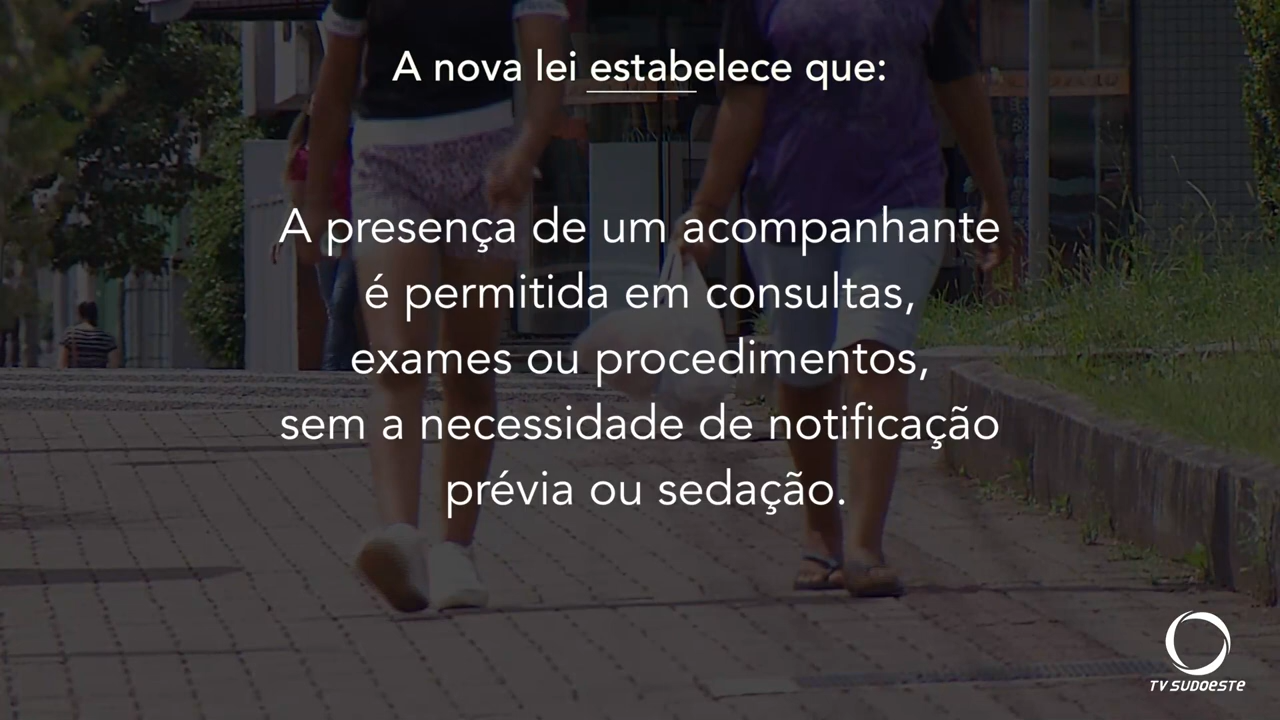 A nova lei estabelece que:
A presença de um acompanhante
é permitida em consultas,
exames ou procedimentos,
sem a necessidade de notificação
prévia ou sedação.
TV SUDOESTE